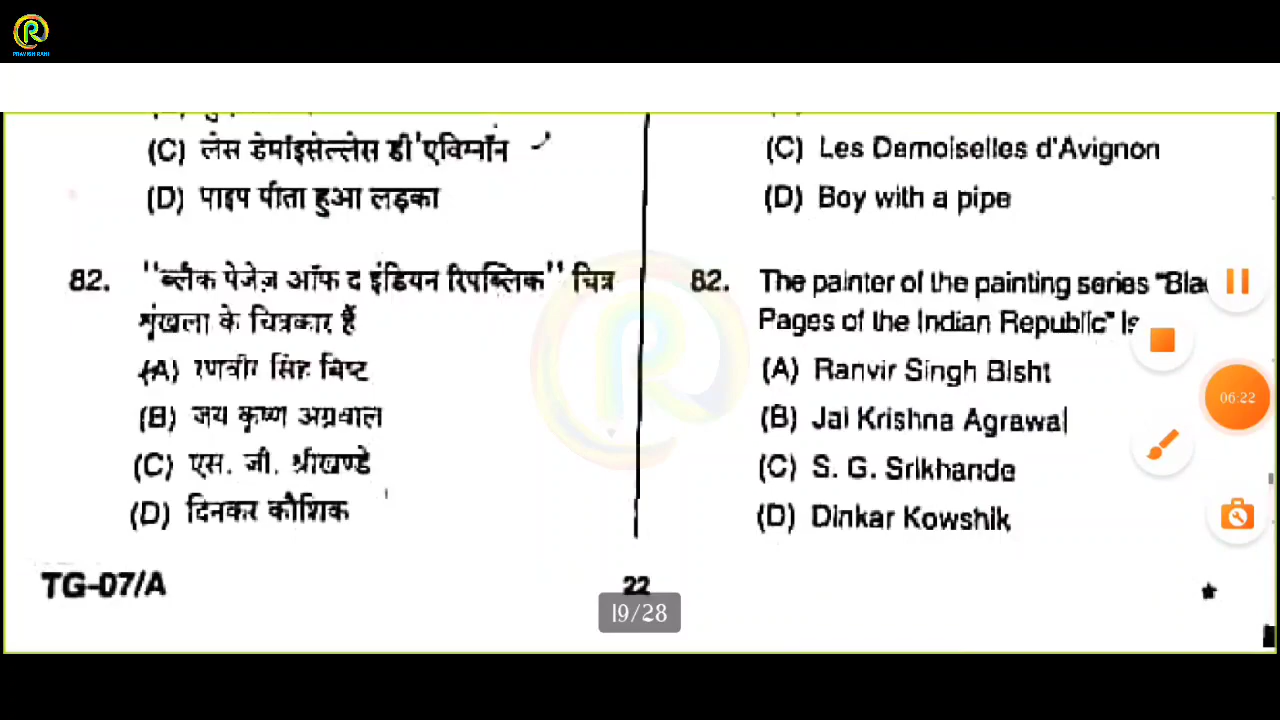 PRAVEEN RANI
(C) लेस डेमोइसेल्लेस डी'एविग्नॉन
(D) पाइप पीता हुआ लड़का
82. "ब्लैक पेजेज़ ऑफ द इंडियन रिपब्लिक" चित्र
शृंखला के चित्रकार हैं
(A) रणवीर सिंह बिष्ट
(B) जय कृष्ण अग्रवाल
(C) एस. जी. श्रीखण्डे
(D) दिनकर कौशिक
TG-07/A
(C) Les Demoiselles d'Avignon
(D) Boy with a pipe
82. The painter of the painting series "Bla
Pages of the Indian Republic" is
(A) Ranvir Singh Bisht
(B) Jai Krishna Agrawal
(C) S. G. Srikhande
(D) Dinkar Kowshik
22
19/28
06:22